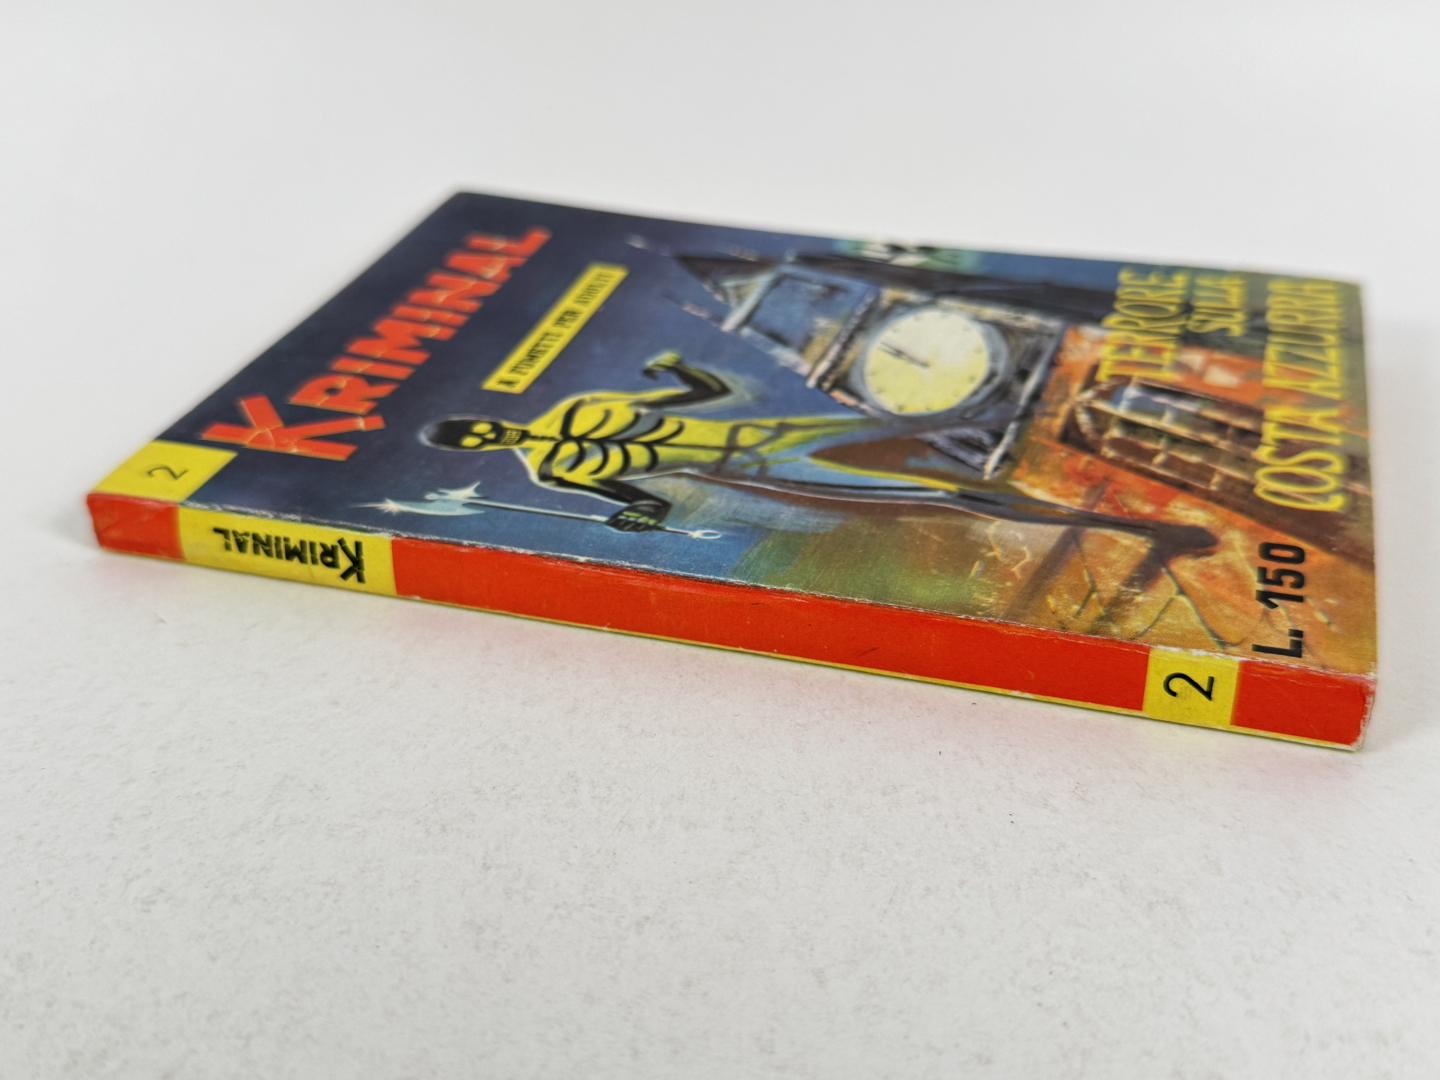 KRIMINAL
A FUMETTI PER ADULTI
TERRORE
SULLA
COSTA AZZURRA
L. 150
2
KRIMINAL
2